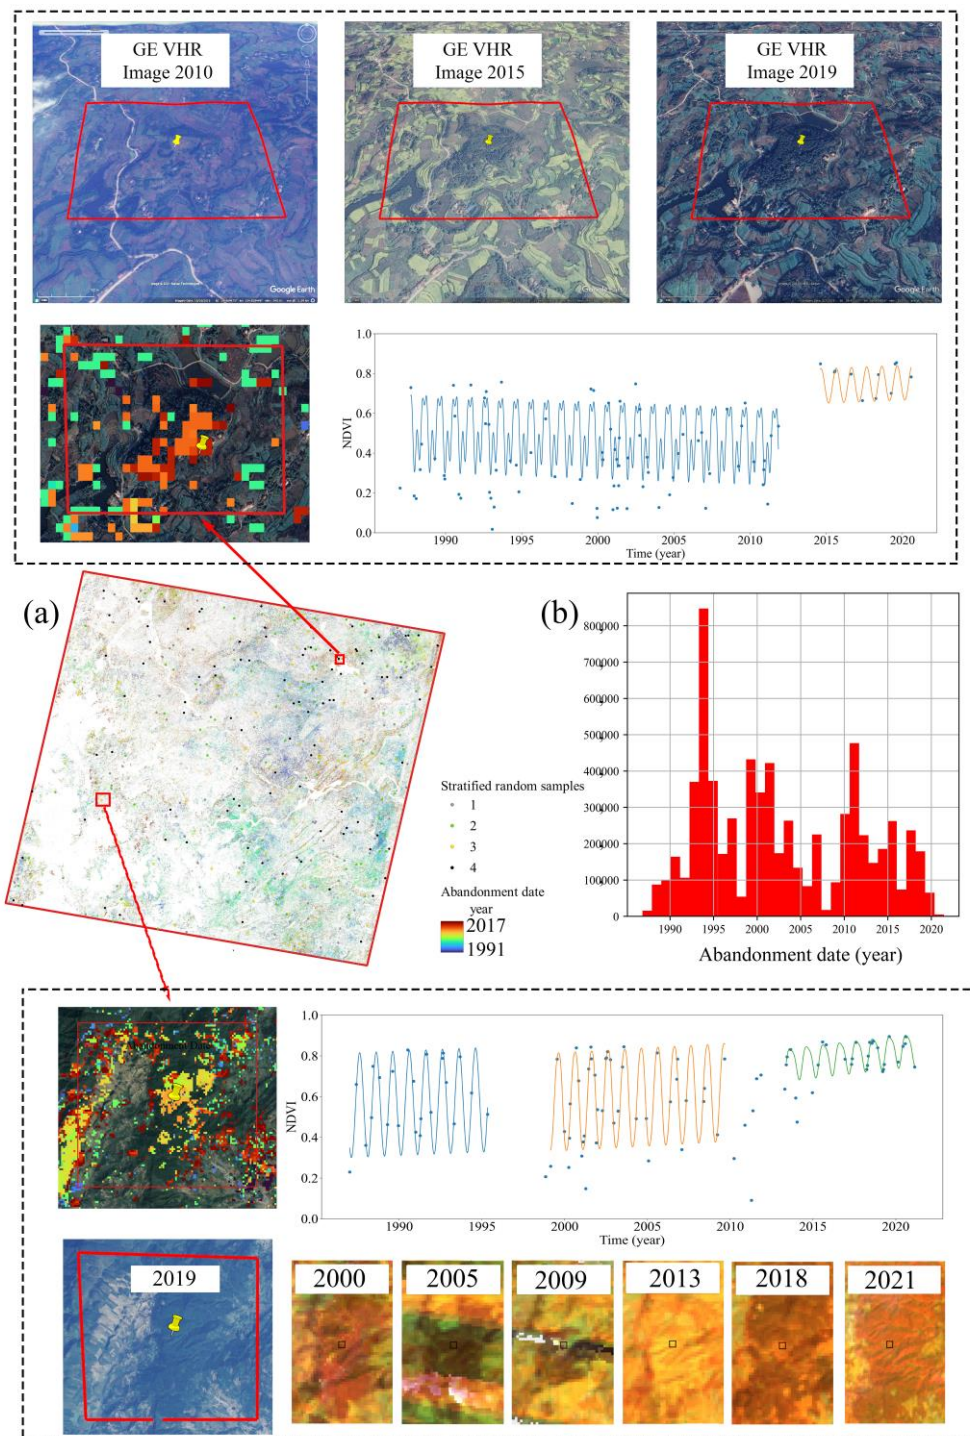 GE VHR
Image 2010
GE VHR
Image 2015
GE VHR
Image 2019
Google Earth
Google Earth
Google Earth
NDVI
1.0
0.8
0.6
0.4
0.2
0.0
1990
1995
2000
2005
2010
2015
2020
Time (year)
(a)
Stratified random samples
1
2
3
4
Abandonment date
year
2017
1991
(b)
800000
700000
600000
500000
400000
300000
200000
100000
0
1990
1995
2000
2005
2010
2015
2020
Abandonment date (year)
NDVI
1.0
0.8
0.6
0.4
0.2
0.0
1990
1995
2000
2005
2010
2015
2020
Time (year)
2019
2000
2005
2009
2013
2018
2021